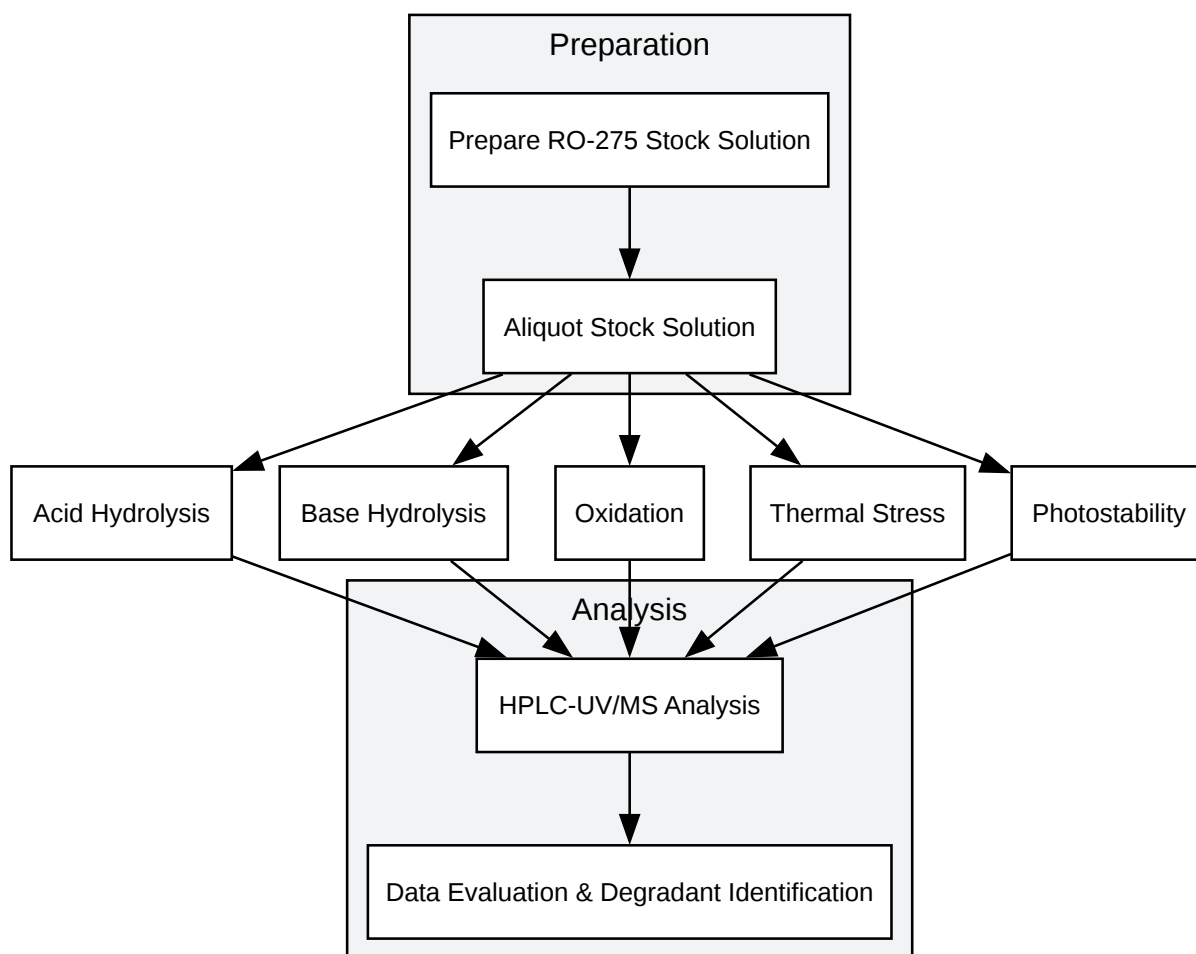 Preparation
Prepare RO-275 Stock Solution
Aliquot Stock Solution
Acid Hydrolysis
Base Hydrolysis
Oxidation
Thermal Stress
Photostability
Analysis
HPLC-UV/MS Analysis
Data Evaluation & Degradant Identification